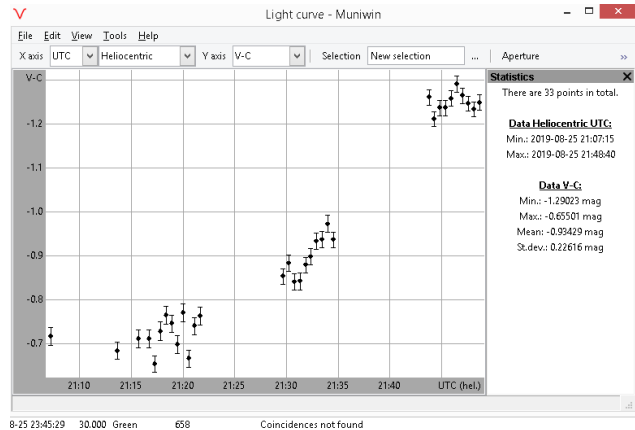 Light curve - Muniwin
File Edit View Tools Help
X axis UTC Heliocentric Y axis V-C Selection New selection ... Aperture »
V-C
-1.2
-1.1
-1.0
-0.9
-0.8
-0.7
21:10 21:15 21:20 21:25 21:30 21:35 21:40 UTC (hel.)
Statistics
There are 33 points in total.
Data Heliocentric UTC:
Min.: 2019-08-25 21:07:15
Max.: 2019-08-25 21:48:40
Data V-C:
Min.: -1.29023 mag
Max.: -0.65501 mag
Mean: -0.93429 mag
St.dev.: 0.22616 mag
8-25 23:45:29 30.000 Green 658 Coincidences not found